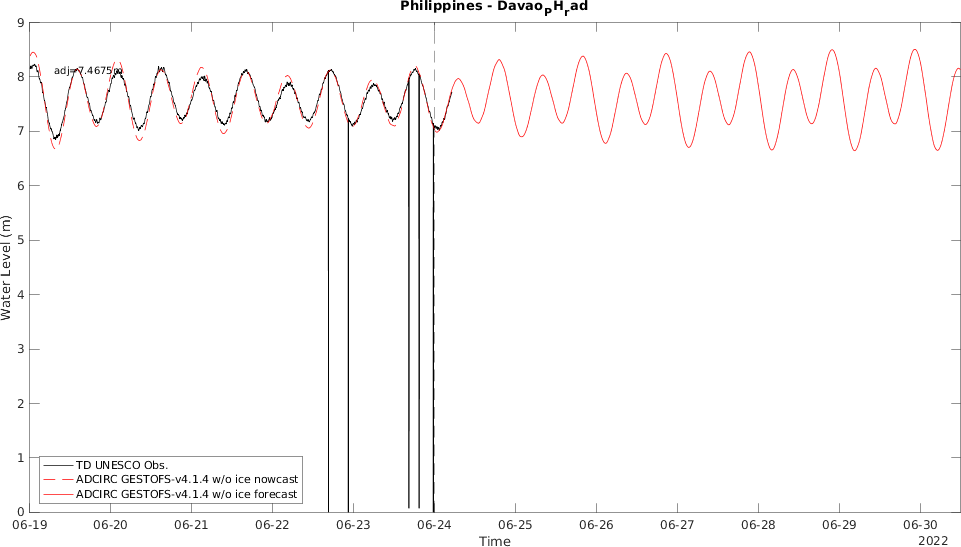 Philippines - Davao_PH_rad
9
8
7
6
5
4
3
2
1
0
Water Level (m)
adj=7.4675m
TD UNESCO Obs.
ADCIRC GESTOFS-v4.1.4 w/o ice nowcast
ADCIRC GESTOFS-v4.1.4 w/o ice forecast
06-19 06-20 06-21 06-22 06-23 06-24 06-25 06-26 06-27 06-28 06-29 06-30
Time
2022